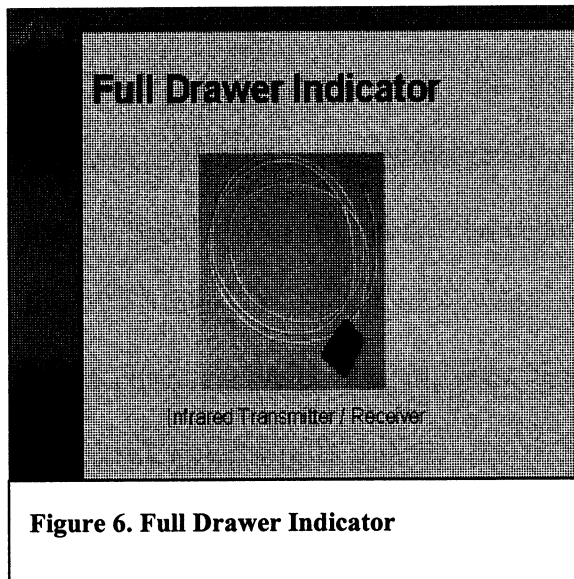 Full Drawer Indicator
Infrared Transmitter / Receiver
Figure 6. Full Drawer Indicator